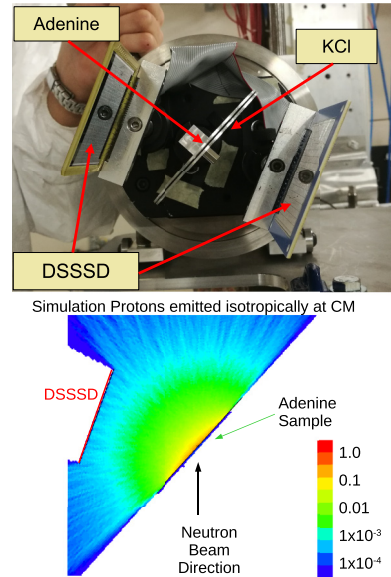 Adenine
KCl
DSSSD
Simulation Protons emitted isotropically at CM
DSSSD
Adenine
Sample
Neutron
Beam
Direction
1.0
0.1
0.01
1x10⁻³
1x10⁻⁴